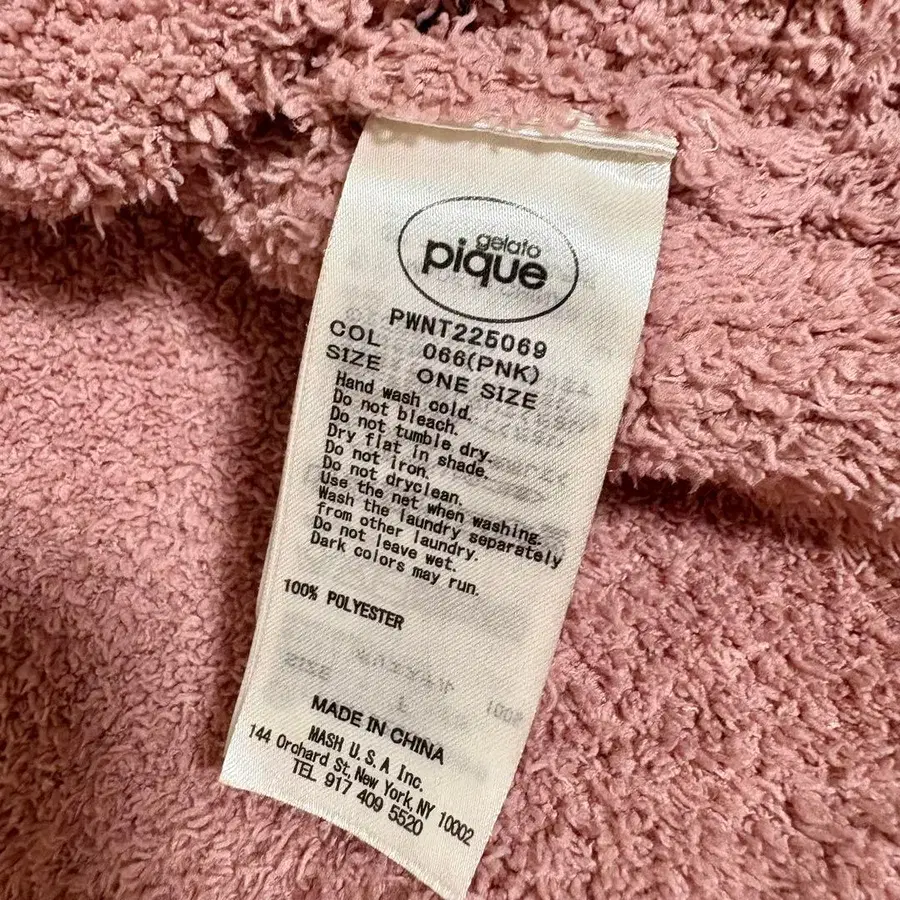 gelato
pique
PWNT225069
COL 066(PNK)
SIZE ONE SIZE
Hand wash cold.
Do not bleach.
Do not tumble dry.
Dry flat in shade.
Do not iron.
Do not dryclean.
Use the net when washing.
Wash the laundry separately
from other laundry.
Do not leave wet.
Dark colors may run.
100% POLYESTER
MADE IN CHINA
MASH U.S.A Inc.
144 Orchard St, New York, NY 10002
TEL 917 409 5520